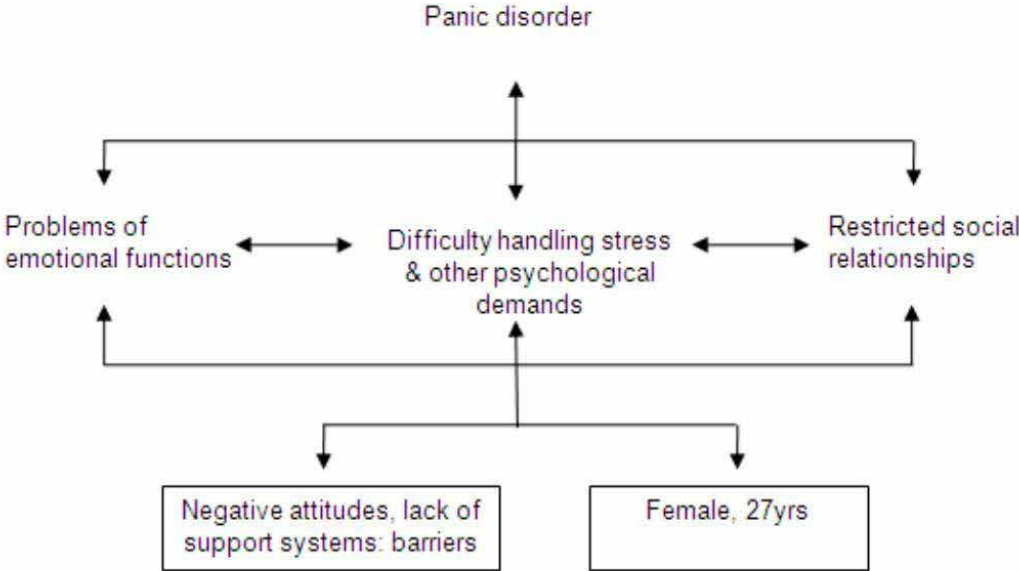 Panic disorder
Problems of
emotional functions
Difficulty handling stress
& other psychological
demands
Restricted social
relationships
Negative attitudes, lack of
support systems: barriers
Female, 27yrs